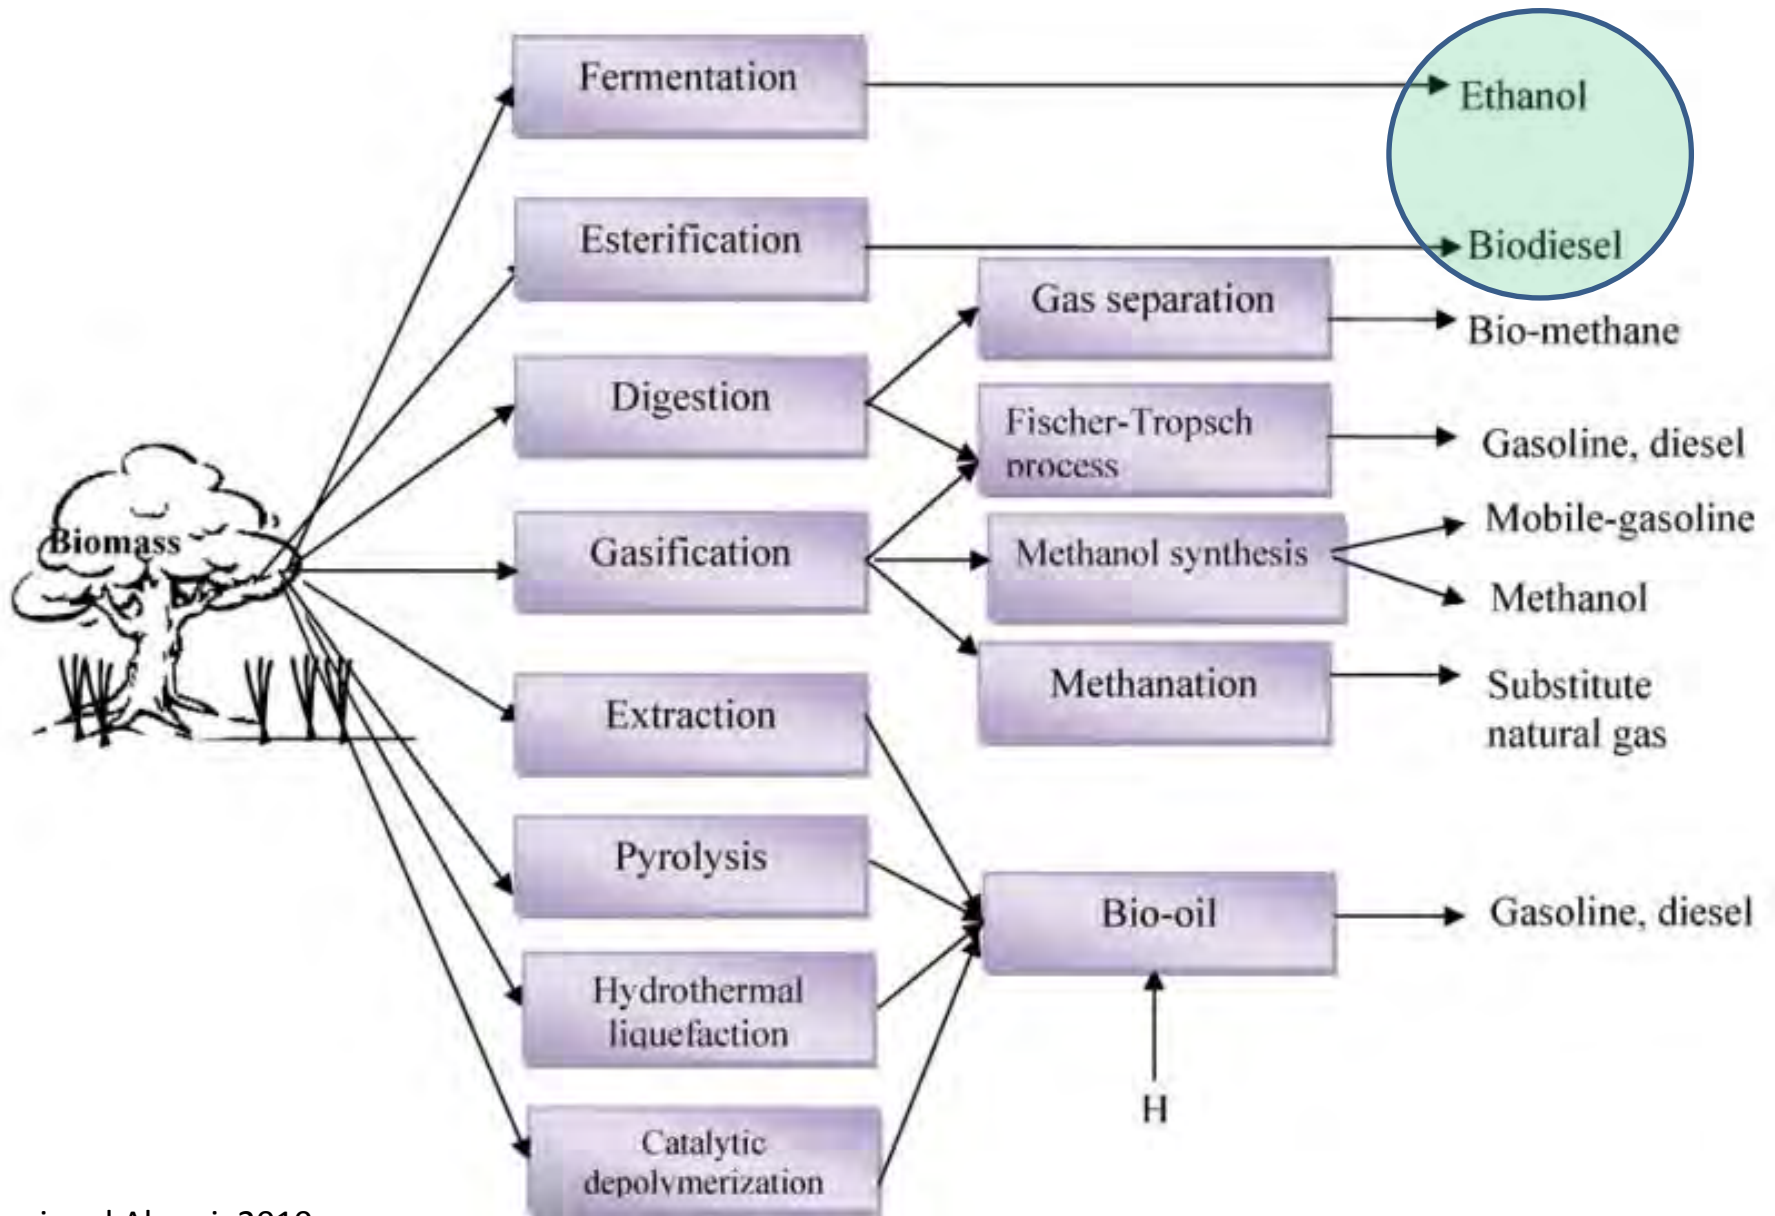 Fermentation
Ethanol
Esterification
Biodiesel
Gas separation
Bio-methane
Digestion
Fischer-Tropsch
process
Gasoline, diesel
Biomass
Gasification
Methanol synthesis
Mobile-gasoline
Methanol
Extraction
Methanation
Substitute
natural gas
Pyrolysis
Bio-oil
Gasoline, diesel
Hydrothermal
liquefaction
H
Catalytic
depolymerization
2010